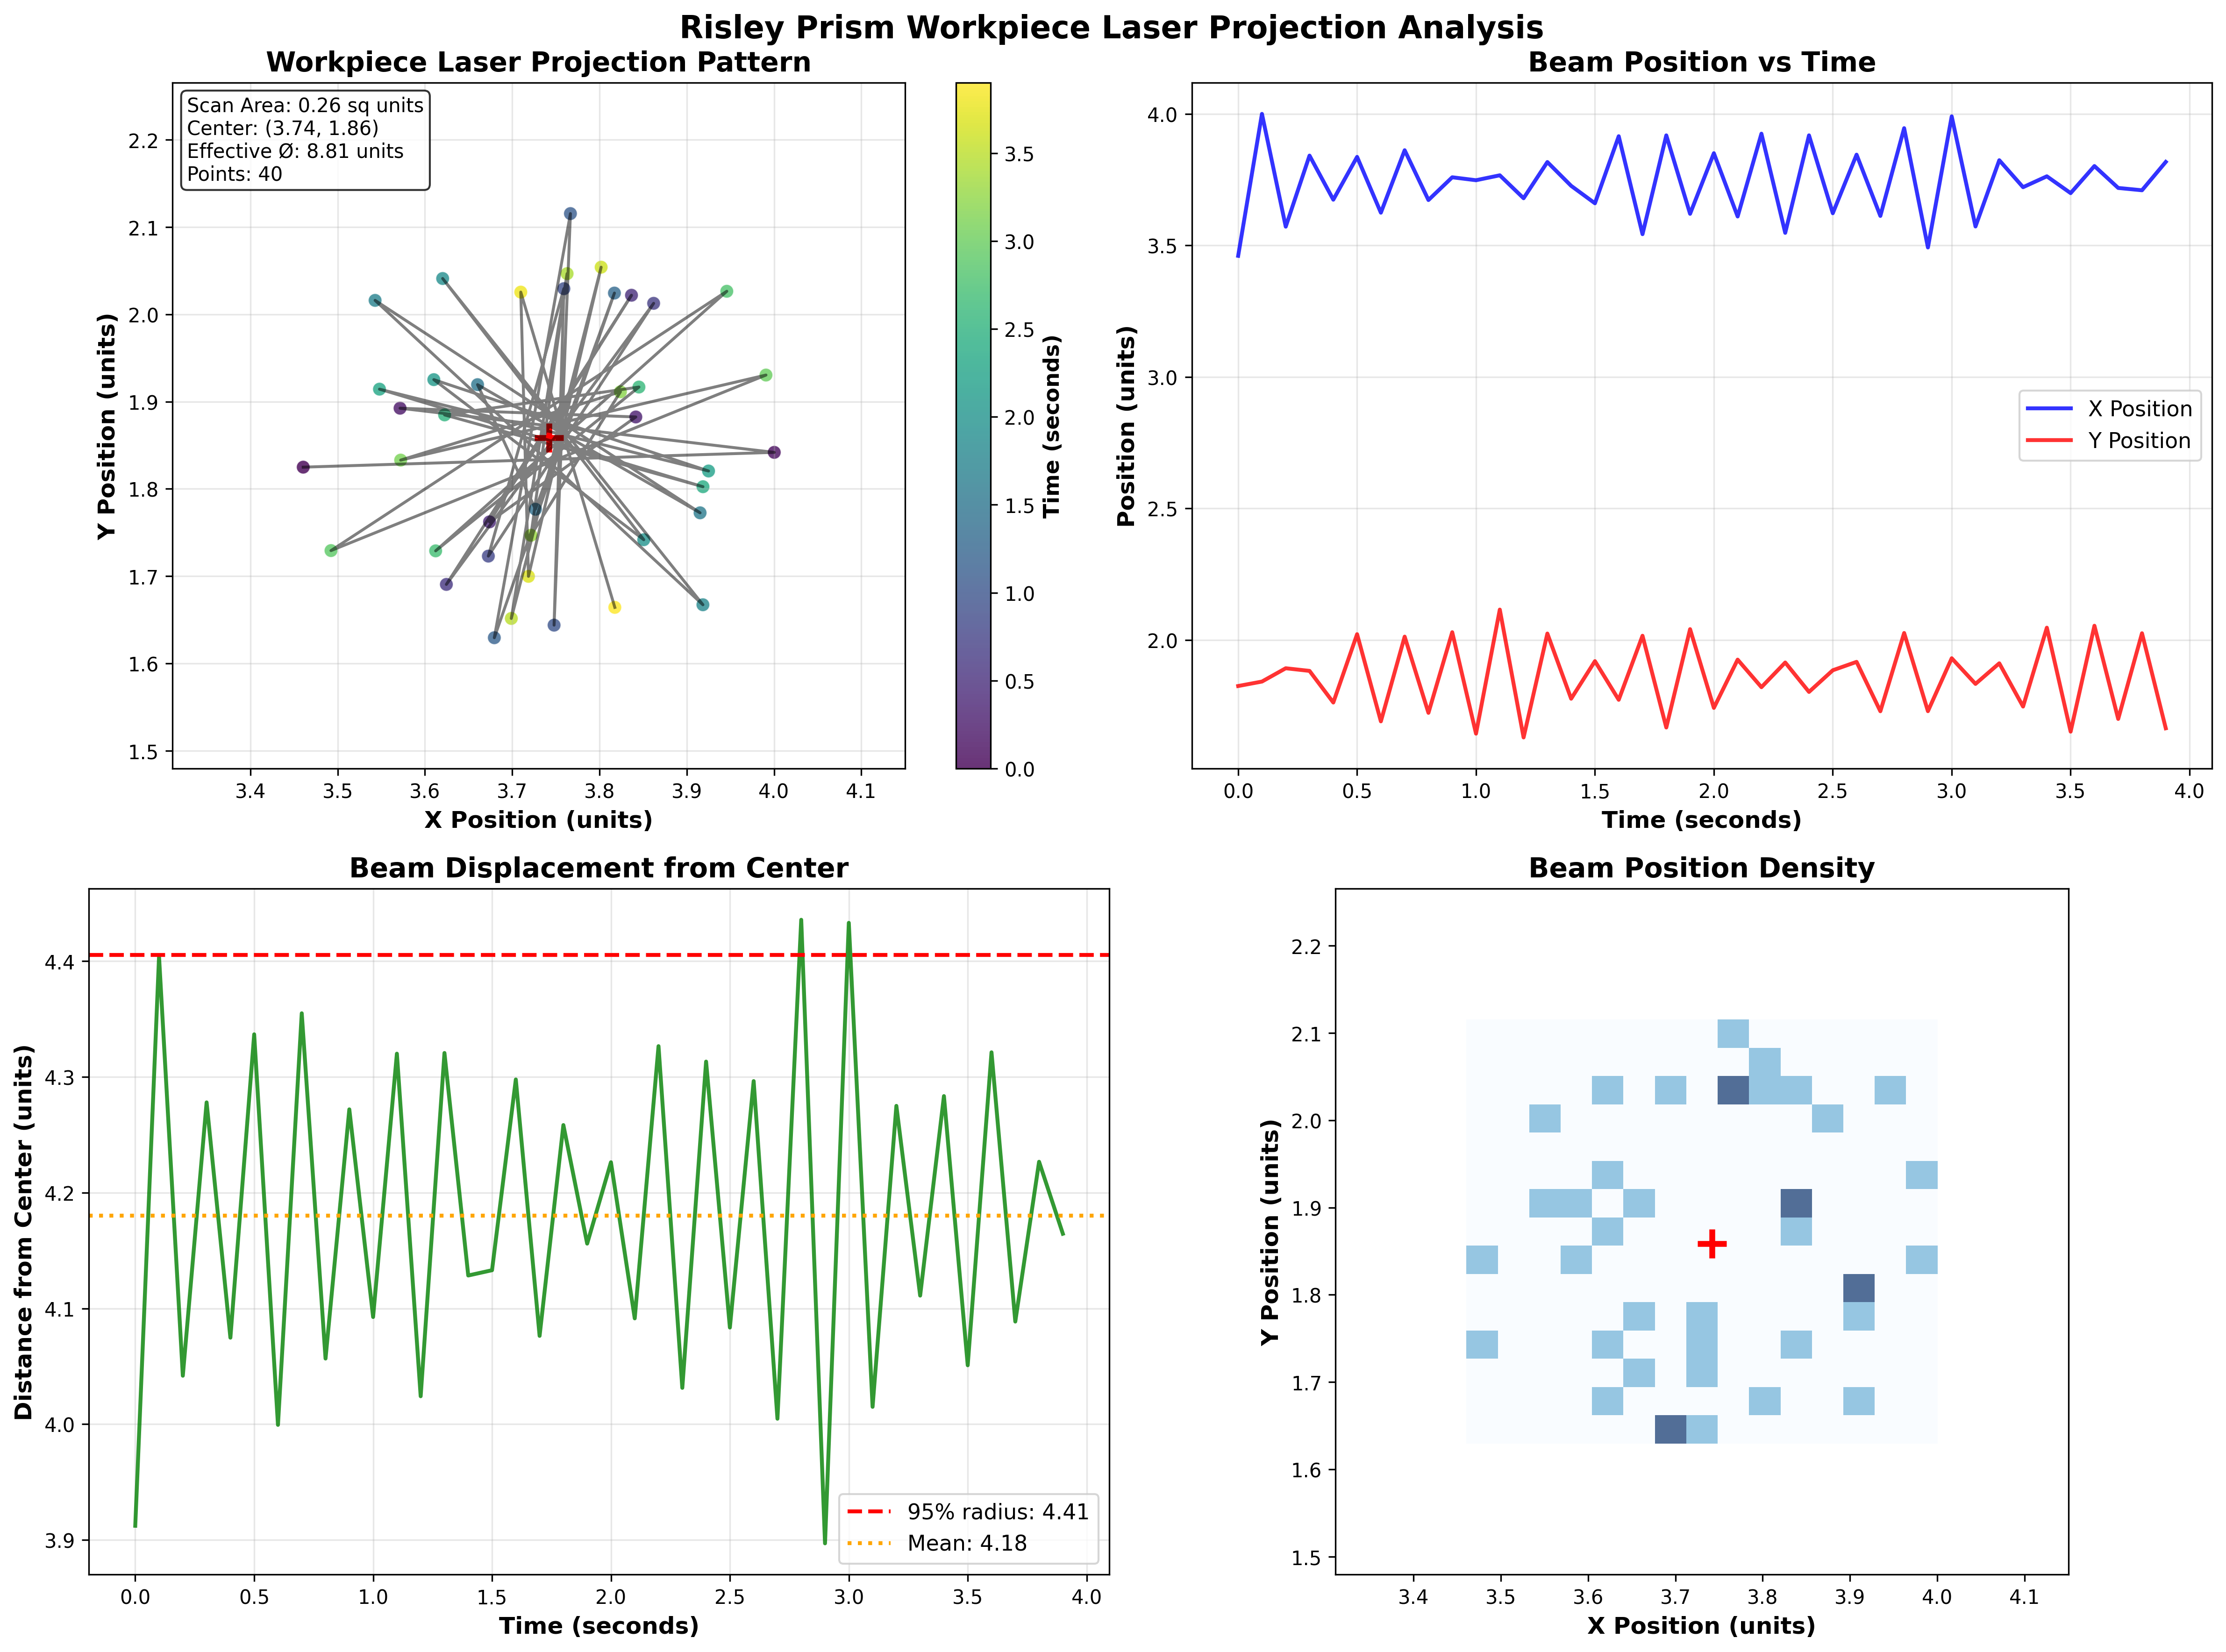 Risley Prism Workpiece Laser Projection Analysis
Workpiece Laser Projection Pattern
Scan Area: 0.26 sq units
Center: (3.74, 1.86)
Effective Ø: 8.81 units
Points: 40
2.2
2.1
2.0
1.9
1.8
1.7
1.6
1.5
Y Position (units)
3.4 3.5 3.6 3.7 3.8 3.9 4.0 4.1
X Position (units)
3.5
3.0
2.5
2.0
1.5
1.0
0.5
0.0
Time (seconds)
Beam Position vs Time
4.0
3.5
3.0
2.5
2.0
Position (units)
X Position
Y Position
0.0 0.5 1.0 1.5 2.0 2.5 3.0 3.5 4.0
Time (seconds)
Beam Displacement from Center
4.4
4.3
4.2
4.1
4.0
3.9
Distance from Center (units)
95% radius: 4.41
Mean: 4.18
0.0 0.5 1.0 1.5 2.0 2.5 3.0 3.5 4.0
Time (seconds)
Beam Position Density
2.2
2.1
2.0
1.9
1.8
1.7
1.6
1.5
Y Position (units)
3.4 3.5 3.6 3.7 3.8 3.9 4.0 4.1
X Position (units)